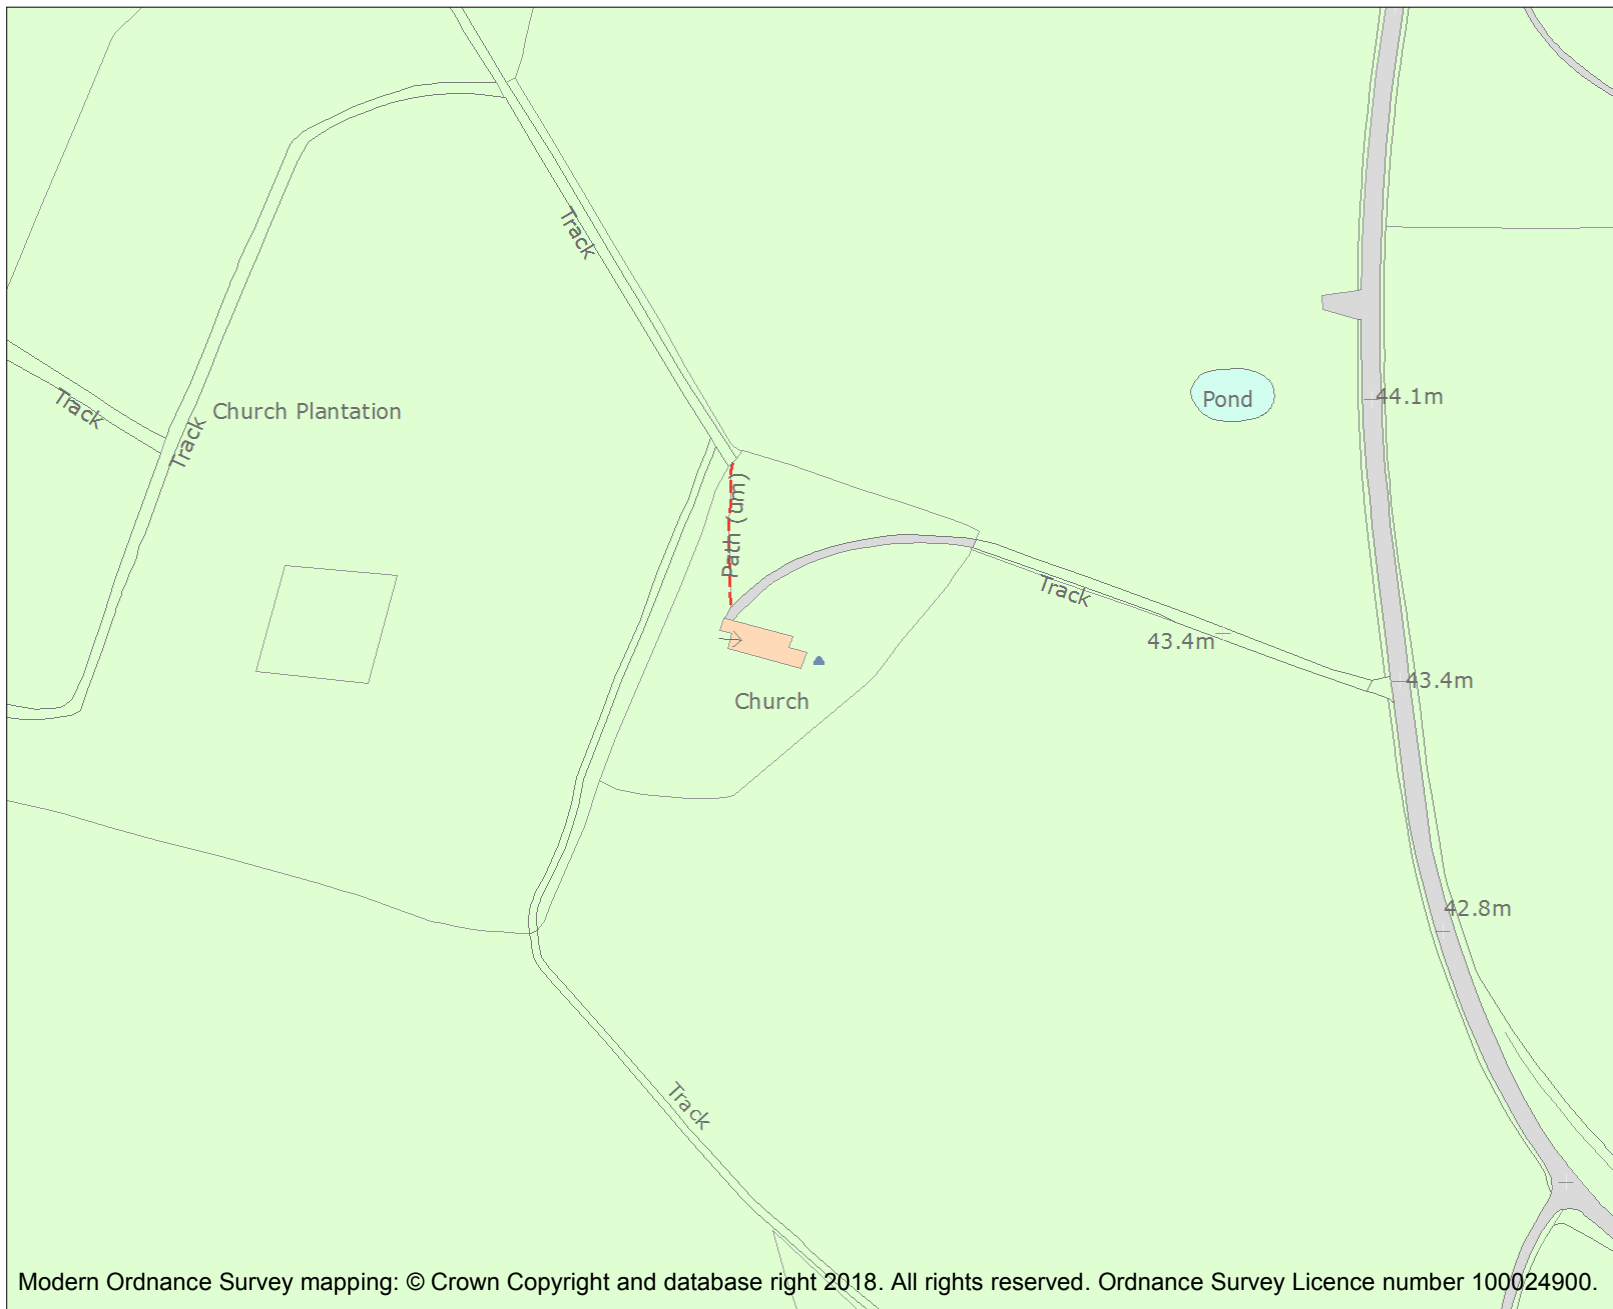 Track
Track
Track
Church Plantation
Pond
44.1m
Path (um)
Track
43.4m
43.4m
Church
42.8m
Track
Modern Ordnance Survey mapping: © Crown Copyright and database right 2018. All rights reserved. Ordnance Survey Licence number 100024900.